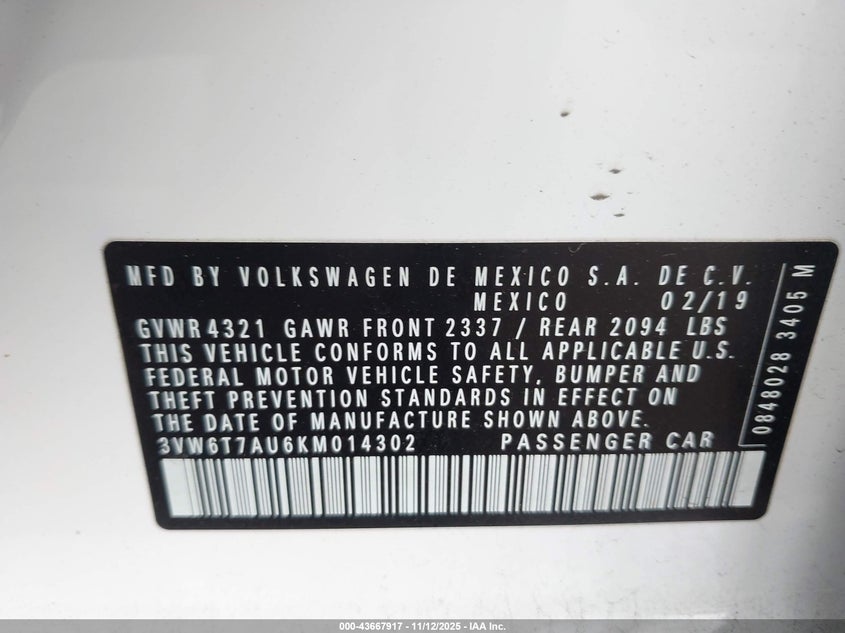 MFD BY VOLKSWAGEN DE MEXICO S.A. DE C.V.
MEXICO 02/19
GVWR 4321 GAWR FRONT 2337 / REAR 2094 LBS
THIS VEHICLE CONFORMS TO ALL APPLICABLE U.S.
FEDERAL MOTOR VEHICLE SAFETY, BUMPER AND
THEFT PREVENTION STANDARDS IN EFFECT ON
THE DATE OF MANUFACTURE SHOWN ABOVE.
3VW6T7AU6KM014302 PASSENGER CAR
0848028 3405 M
000-43667917 - 11/12/2025 - IAA Inc.